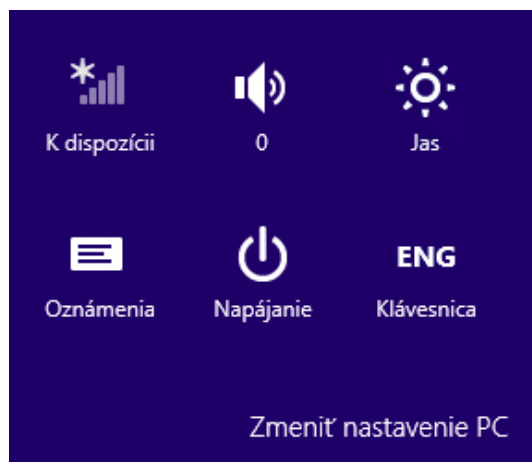 K dispozícii
0
Jas
ENG
Oznámenia
Napájanie
Klávesnica
Zmeniť nastavenie PC